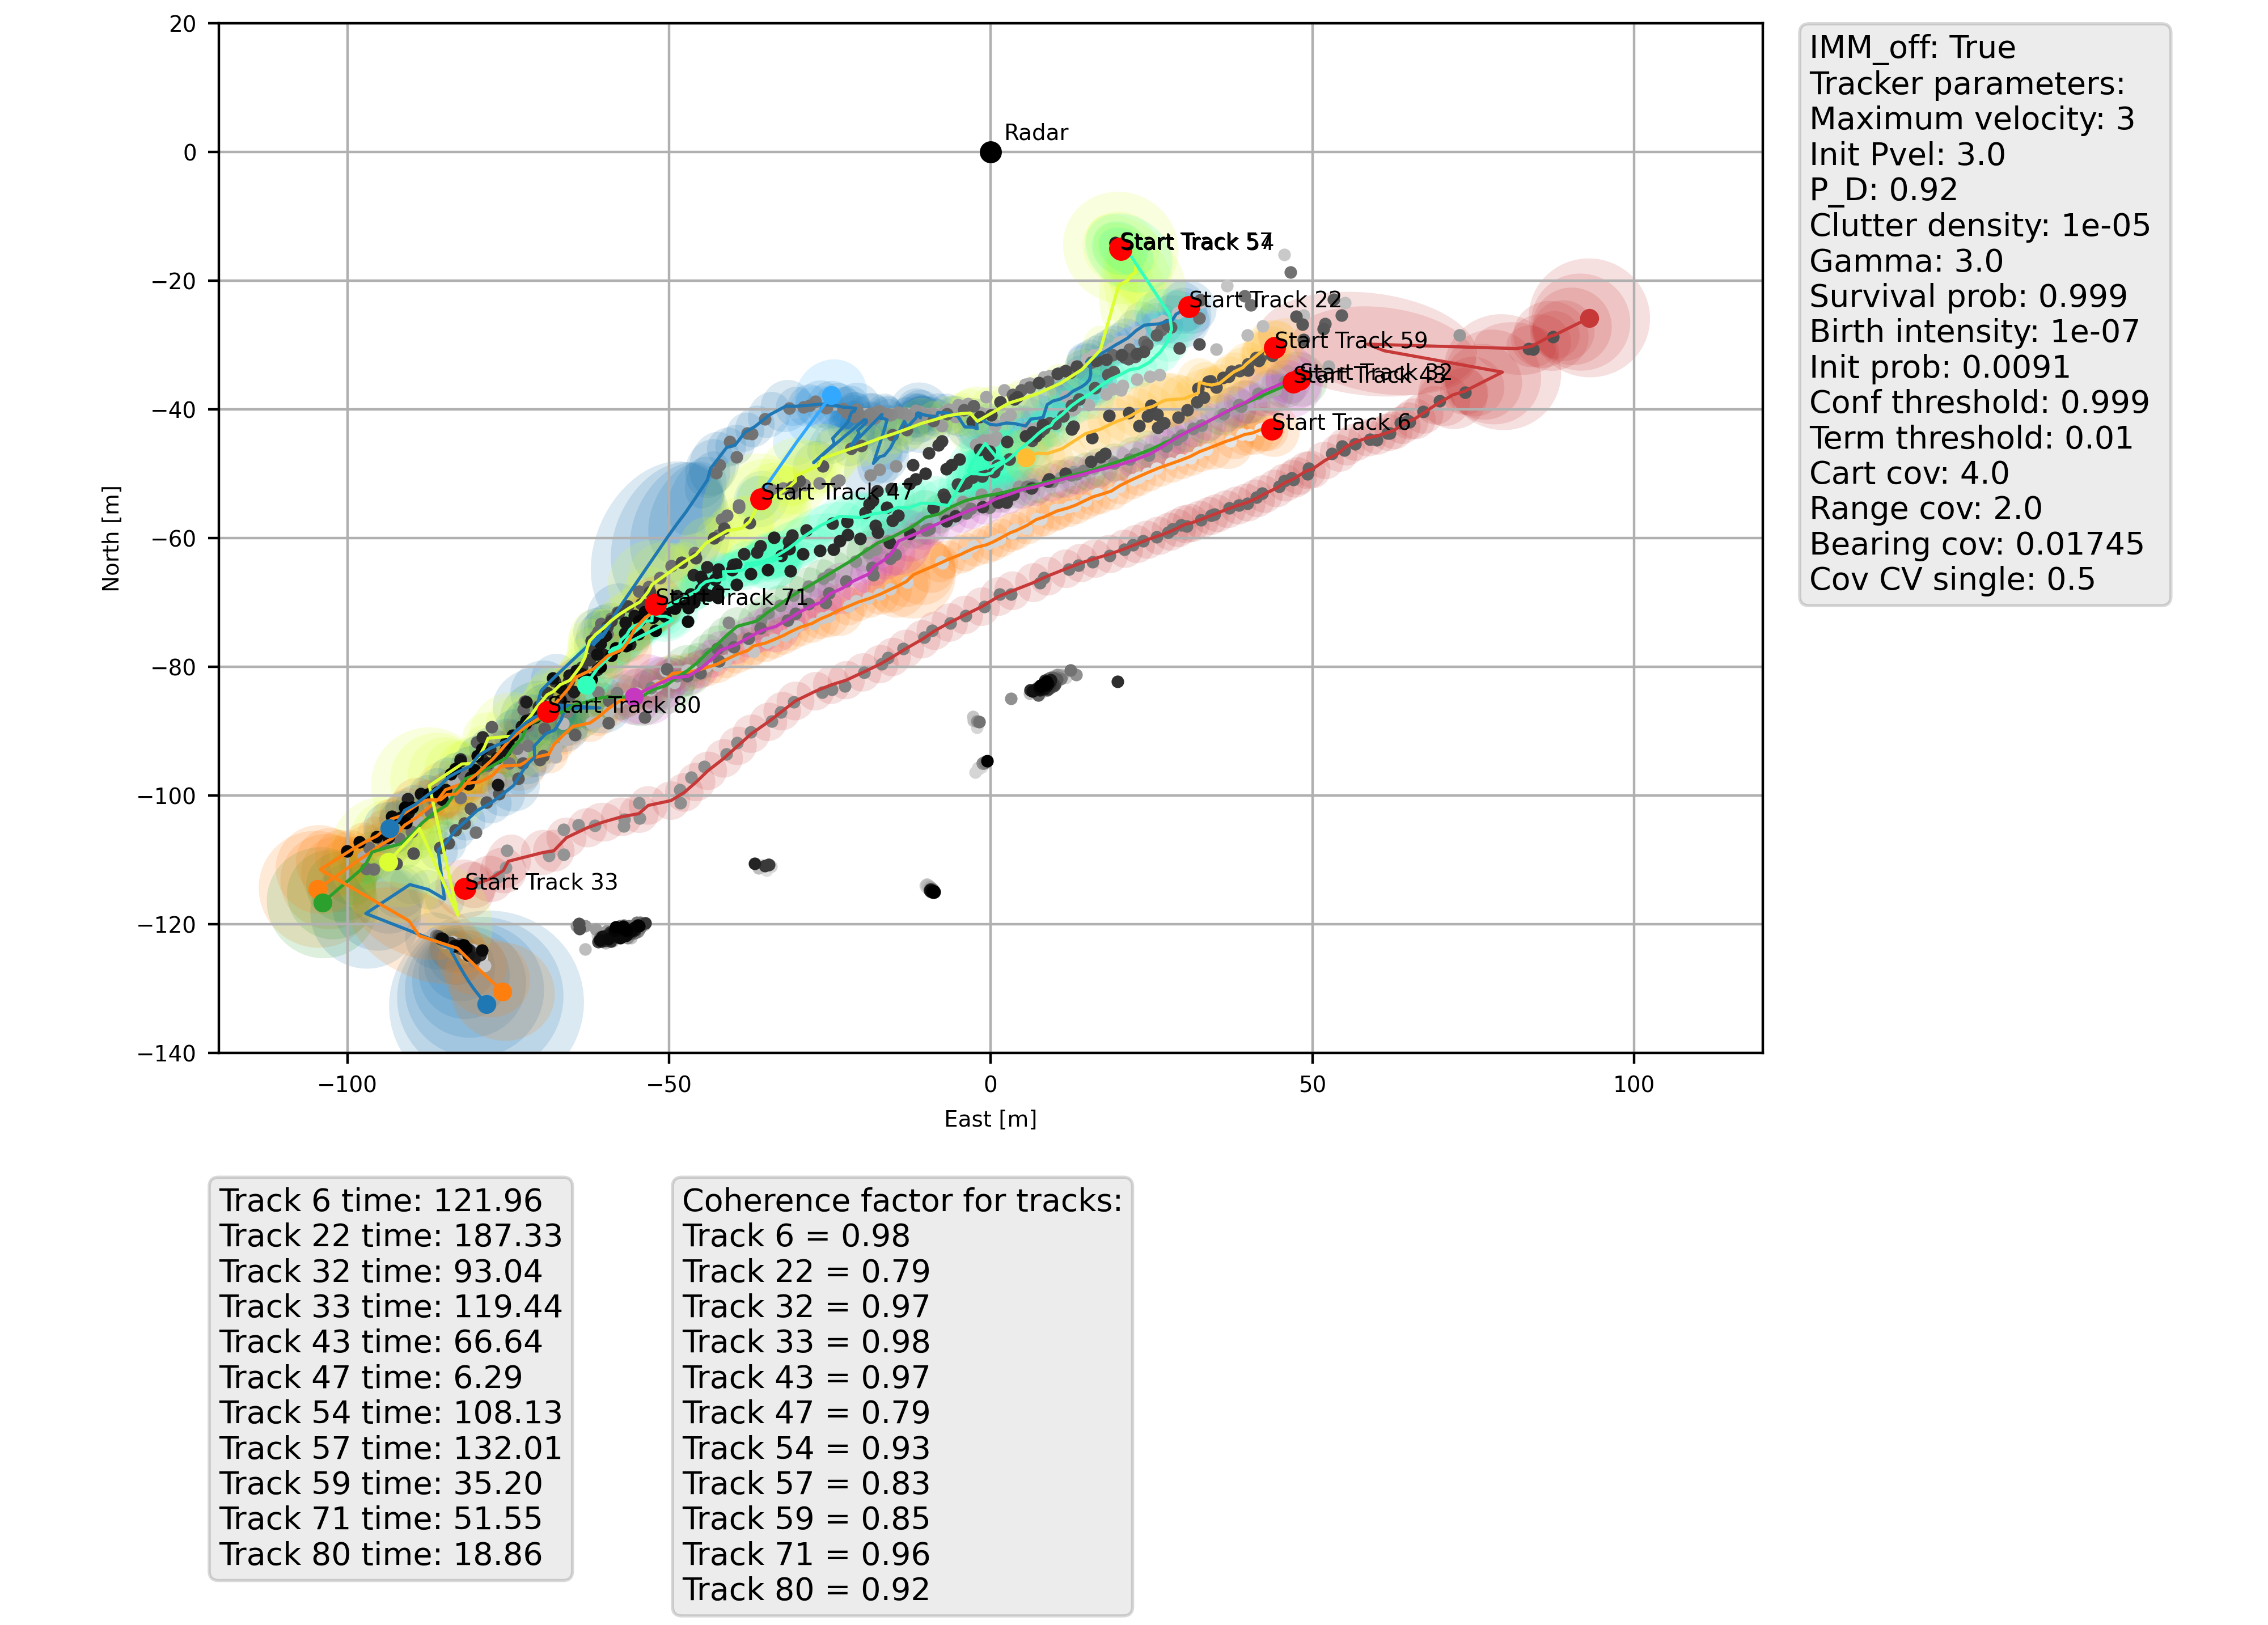 20
0
−20
−40
−60
−80
−100
−120
−140
North [m]
−100
−50
0
50
100
East [m]
Radar
Start Track 57
Start Track 54
Start Track 22
Start Track 59
Start Track 32
Start Track 43
Start Track 6
Start Track 47
Start Track 71
Start Track 80
Start Track 33
IMM_off: True
Tracker parameters:
Maximum velocity: 3
Init Pvel: 3.0
P_D: 0.92
Clutter density: 1e-05
Gamma: 3.0
Survival prob: 0.999
Birth intensity: 1e-07
Init prob: 0.0091
Conf threshold: 0.999
Term threshold: 0.01
Cart cov: 4.0
Range cov: 2.0
Bearing cov: 0.01745
Cov CV single: 0.5
Track 6 time: 121.96
Track 22 time: 187.33
Track 32 time: 93.04
Track 33 time: 119.44
Track 43 time: 66.64
Track 47 time: 6.29
Track 54 time: 108.13
Track 57 time: 132.01
Track 59 time: 35.20
Track 71 time: 51.55
Track 80 time: 18.86
Coherence factor for tracks:
Track 6 = 0.98
Track 22 = 0.79
Track 32 = 0.97
Track 33 = 0.98
Track 43 = 0.97
Track 47 = 0.79
Track 54 = 0.93
Track 57 = 0.83
Track 59 = 0.85
Track 71 = 0.96
Track 80 = 0.92